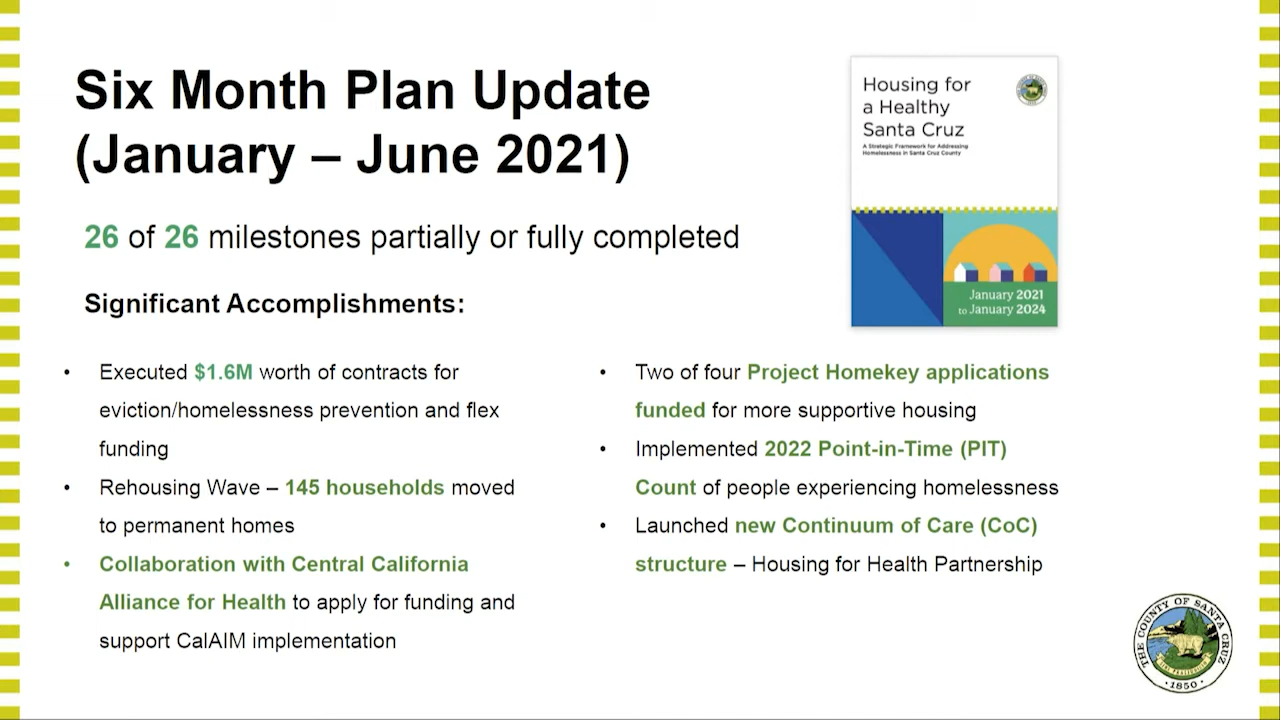 Six Month Plan Update
(January – June 2021)
26 of 26 milestones partially or fully completed
Significant Accomplishments:
• Executed $1.6M worth of contracts for
eviction/homelessness prevention and flex
funding
• Rehousing Wave – 145 households moved
to permanent homes
• Collaboration with Central California
Alliance for Health to apply for funding and
support CalAIM implementation
• Two of four Project Homekey applications
funded for more supportive housing
• Implemented 2022 Point-in-Time (PIT)
Count of people experiencing homelessness
• Launched new Continuum of Care (CoC)
structure – Housing for Health Partnership
Housing for
a Healthy
Santa Cruz
A Strategic Framework for Addressing
Homelessness in Santa Cruz County
January 2021
to January 2024
THE COUNTY OF SANTA CRUZ
· 1850 ·